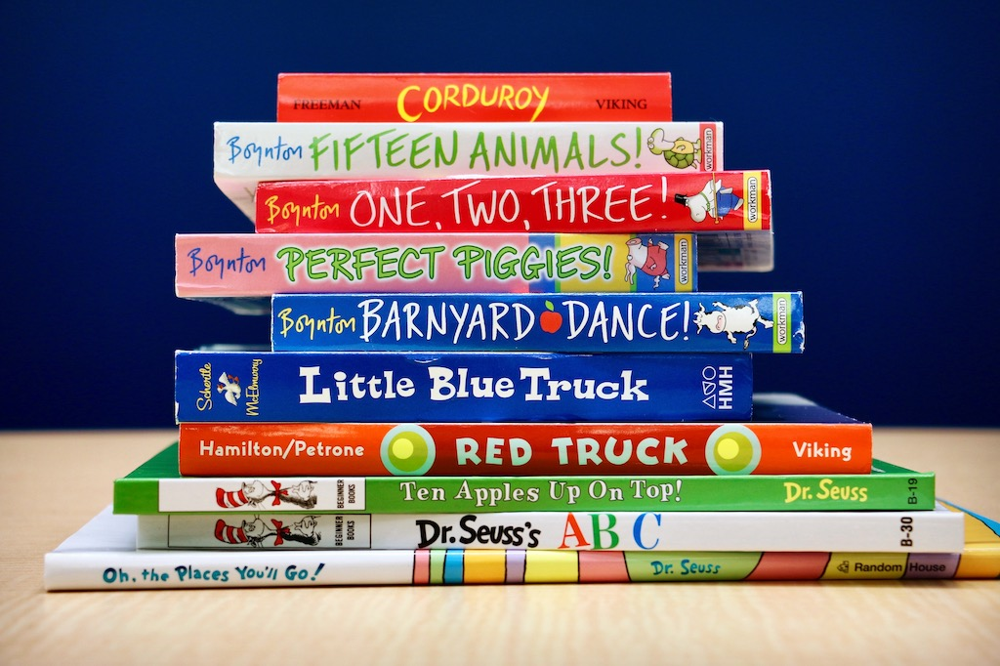 FREEMAN CORDUROY VIKING
Boynton FIFTEEN ANIMALS! workman
Boynton ONE, TWO, THREE! workman
Boynton PERFECT PIGGIES! workman
Boynton BARNYARD DANCE! workman
Schertle McElmurry Little Blue Truck HMH
Hamilton/Petrone RED TRUCK Viking
BEGINNER BOOKS Ten Apples Up On Top! Dr. Seuss B-19
BEGINNER BOOKS Dr. Seuss's ABC B-30
Oh, the Places You'll Go! Dr. Seuss Random House